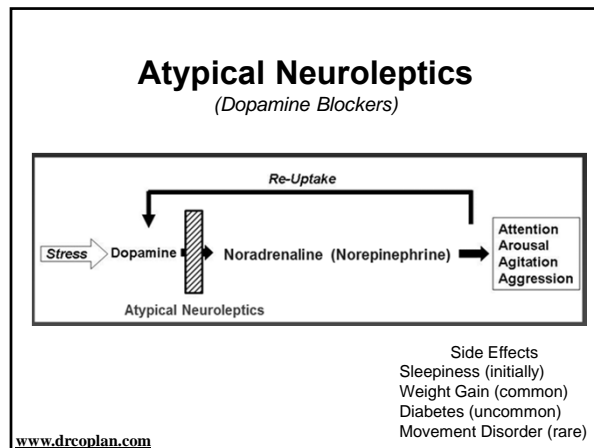 Atypical Neuroleptics
(Dopamine Blockers)
Re-Uptake
Stress
Dopamine
Noradrenaline (Norepinephrine)
Attention
Arousal
Agitation
Aggression
Atypical Neuroleptics
Side Effects
Sleepiness (initially)
Weight Gain (common)
Diabetes (uncommon)
Movement Disorder (rare)
www.drcoplan.com